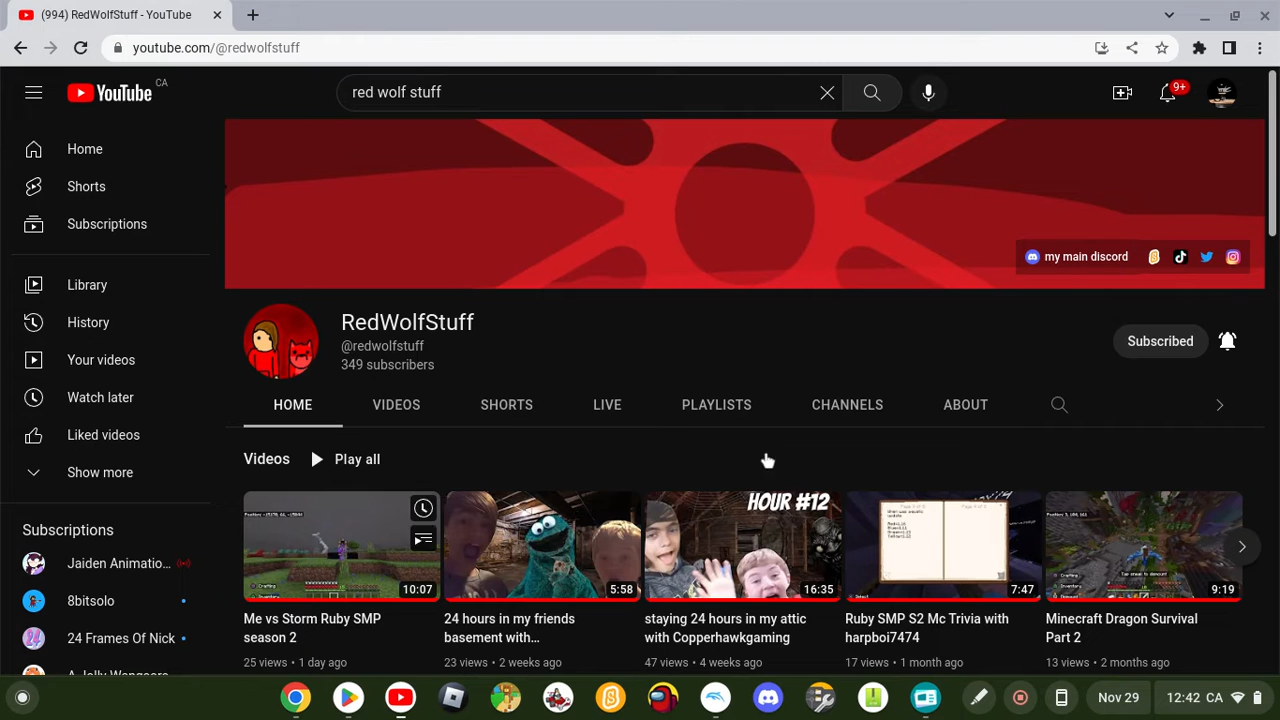 (994) RedWolfStuff - YouTube
youtube.com/@redwolfstuff
YouTube CA
red wolf stuff
9+
Home
Shorts
Subscriptions
Library
History
Your videos
Watch later
Liked videos
Show more
Subscriptions
Jaiden Animatio...
8bitsolo
24 Frames Of Nick
my main discord
RedWolfStuff
@redwolfstuff
349 subscribers
Subscribed
HOME VIDEOS SHORTS LIVE PLAYLISTS CHANNELS ABOUT
Videos Play all
HOUR #12
10:07 5:58 16:35 7:47 9:19
Me vs Storm Ruby SMP
season 2
25 views • 1 day ago
24 hours in my friends
basement with...
23 views • 2 weeks ago
staying 24 hours in my attic
with Copperhawkgaming
47 views • 4 weeks ago
Ruby SMP S2 Mc Trivia with
harpboi7474
17 views • 1 month ago
Minecraft Dragon Survival
Part 2
13 views • 2 months ago
Nov 29
12:42 CA